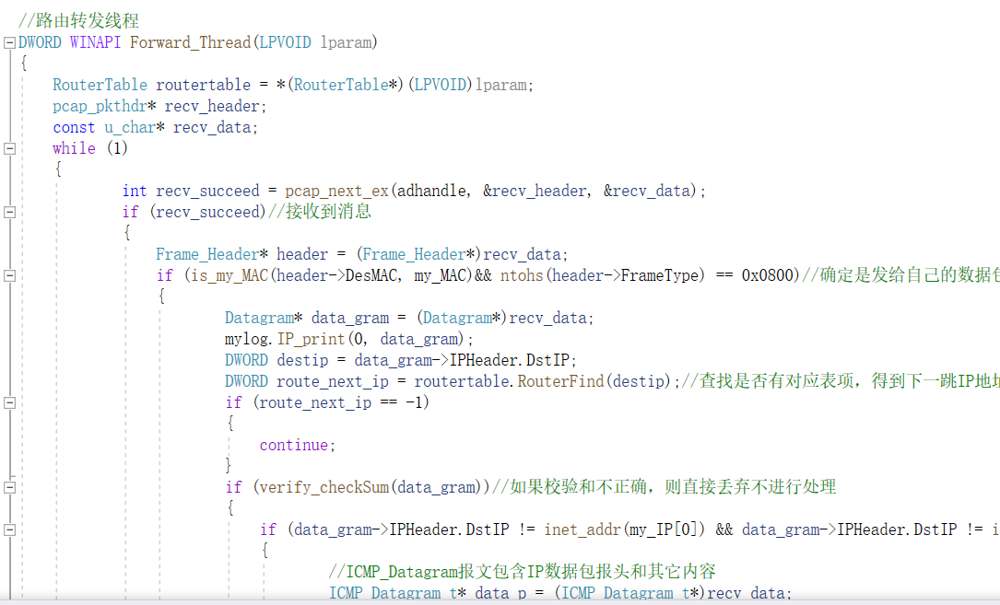 //路由转发线程
DWORD WINAPI Forward_Thread(LPVOID lparam)
{
RouterTable routertable = *(RouterTable*)(LPVOID)lparam;
pcap_pkthdr* recv_header;
const u_char* recv_data;
while (1)
{
int recv_succeed = pcap_next_ex(adhandle, &recv_header, &recv_data);
if (recv_succeed)//接收到消息
{
Frame_Header* header = (Frame_Header*)recv_data;
if (is_my_MAC(header->DesMAC, my_MAC)&& ntohs(header->FrameType) == 0x0800)//确定是发给自己的数据包
{
Datagram* data_gram = (Datagram*)recv_data;
mylog.IP_print(0, data_gram);
DWORD destip = data_gram->IPHeader.DstIP;
DWORD route_next_ip = routertable.RouterFind(destip);//查找是否有对应表项，得到下一跳IP地址
if (route_next_ip == -1)
{
continue;
}
if (verify_checkSum(data_gram))//如果校验和不正确，则直接丢弃不进行处理
{
if (data_gram->IPHeader.DstIP != inet_addr(my_IP[0]) && data_gram->IPHeader.DstIP != i
{
//ICMP_Datagram报文包含IP数据包报头和其它内容
ICMP_Datagram_t* data_p = (ICMP_Datagram_t*)recv_data;